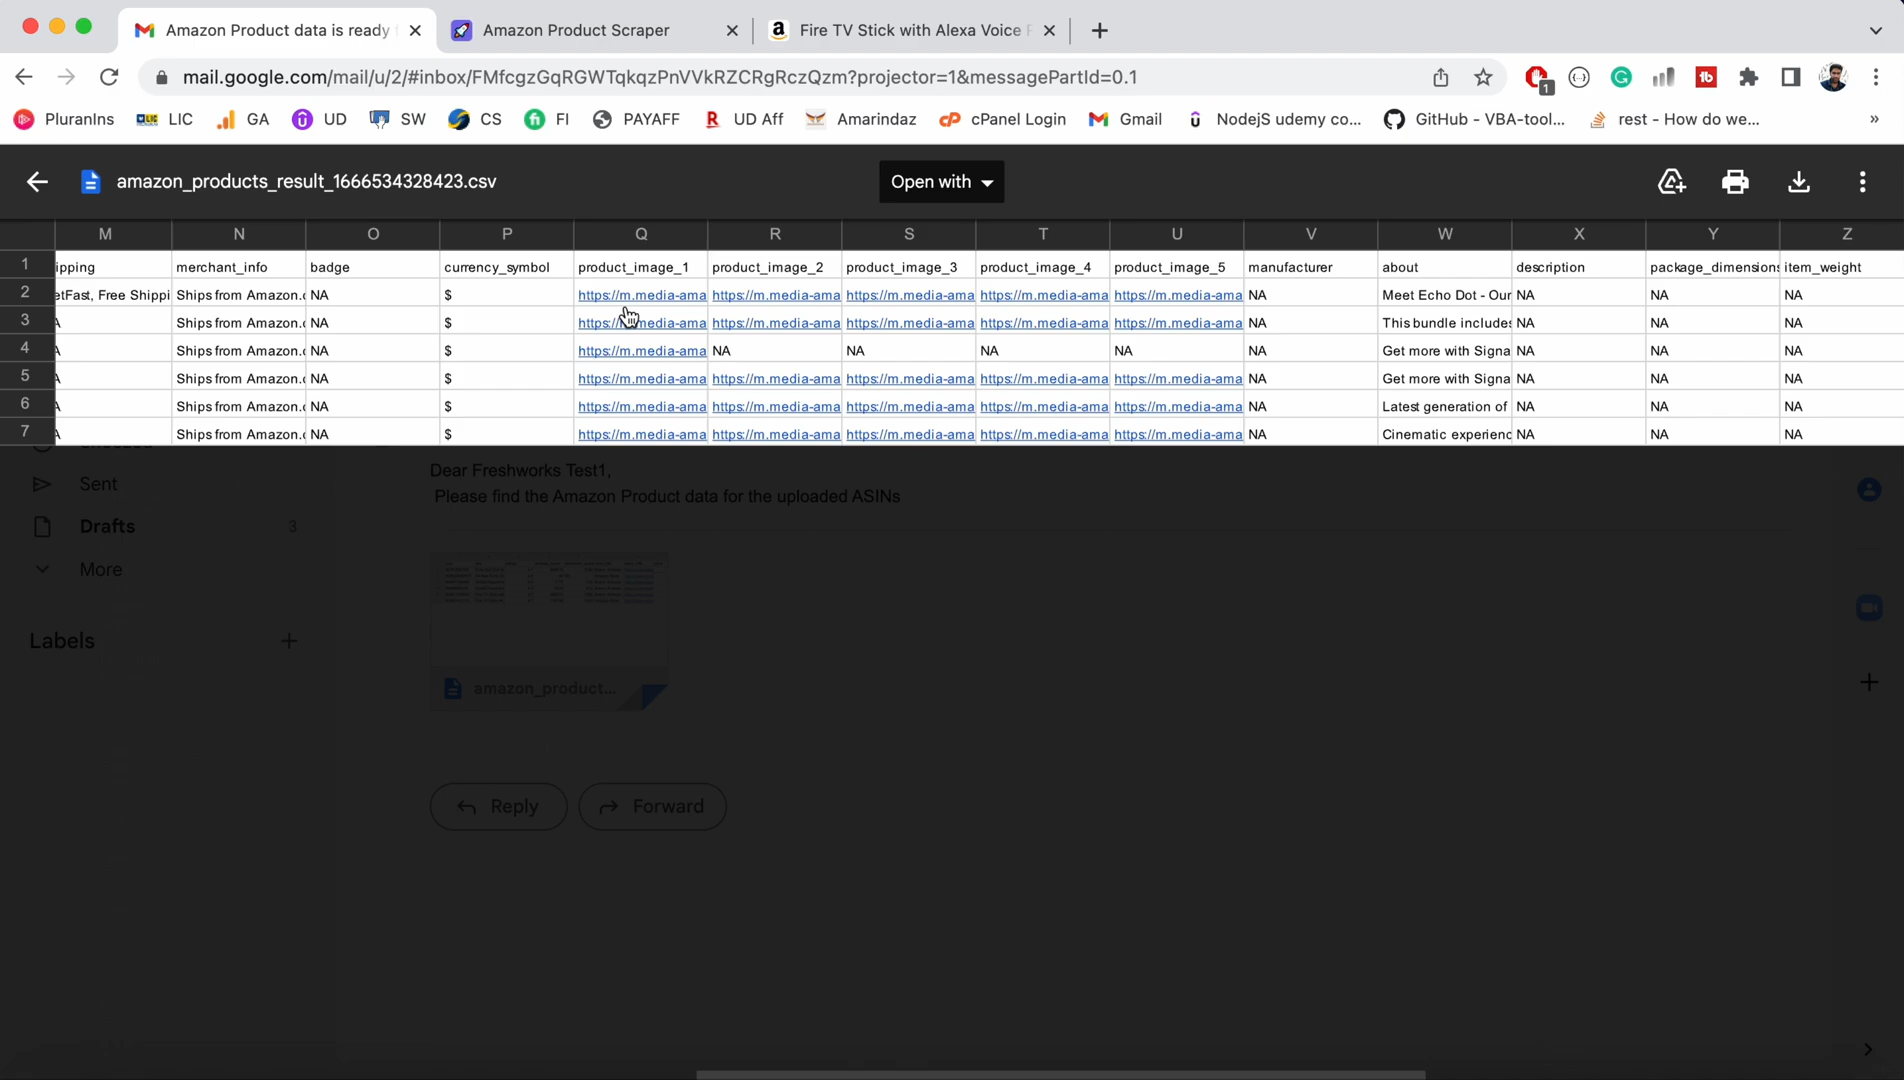 Amazon Product data is ready
Amazon Product Scraper
Fire TV Stick with Alexa Voice
mail.google.com/mail/u/2/#inbox/FMfcgzGqRGWTqkqzPnVVkRZCRgRczQzm?projector=1&messagePartId=0.1
1
PluranIns LIC GA UD SW CS FI PAYAFF UD Aff Amarindaz cPanel Login Gmail NodejS udemy co... GitHub - VBA-tool... rest - How do we... »
amazon_products_result_1666534328423.csv
Open with
M N O P Q R S T U V W X Y Z
1 ipping merchant_info badge currency_symbol product_image_1 product_image_2 product_image_3 product_image_4 product_image_5 manufacturer about description package_dimensions item_weight
2 etFast, Free Shippi Ships from Amazon.c NA $ https://m.media-ama https://m.media-ama https://m.media-ama https://m.media-ama https://m.media-ama NA Meet Echo Dot - Our NA NA NA
3 A Ships from Amazon.c NA $ https://m.media-ama https://m.media-ama https://m.media-ama https://m.media-ama https://m.media-ama NA This bundle includes NA NA NA
4 A Ships from Amazon.c NA $ https://m.media-ama NA NA NA NA NA Get more with Signa NA NA NA
5 A Ships from Amazon.c NA $ https://m.media-ama https://m.media-ama https://m.media-ama https://m.media-ama https://m.media-ama NA Get more with Signa NA NA NA
6 A Ships from Amazon.c NA $ https://m.media-ama https://m.media-ama https://m.media-ama https://m.media-ama https://m.media-ama NA Latest generation of NA NA NA
7 A Ships from Amazon.c NA $ https://m.media-ama https://m.media-ama https://m.media-ama https://m.media-ama https://m.media-ama NA Cinematic experienc NA NA NA
Dear Freshworks Test1,
Please find the Amazon Product data for the uploaded ASINs
Sent
Drafts 3
More
Labels
amazon_product...
Reply
Forward